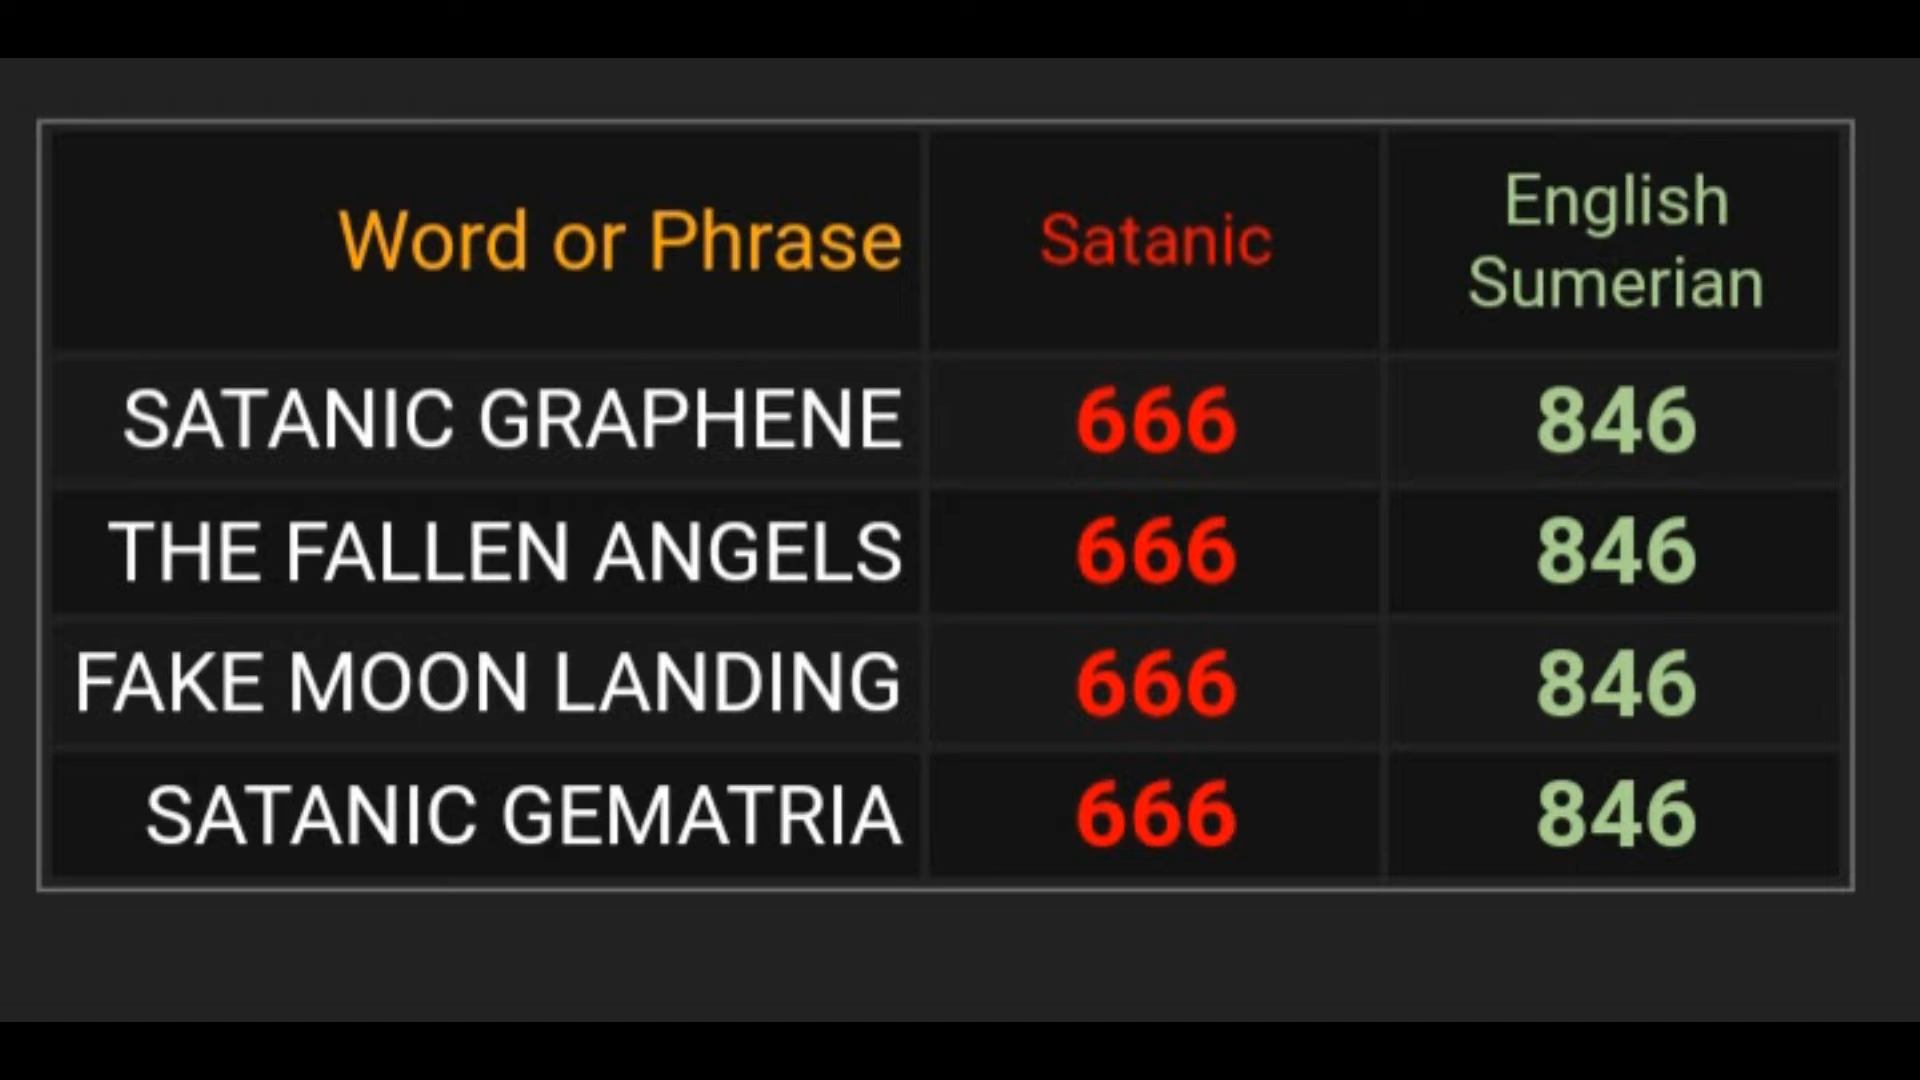 Word or Phrase Satanic English Sumerian
SATANIC GRAPHENE 666 846
THE FALLEN ANGELS 666 846
FAKE MOON LANDING 666 846
SATANIC GEMATRIA 666 846